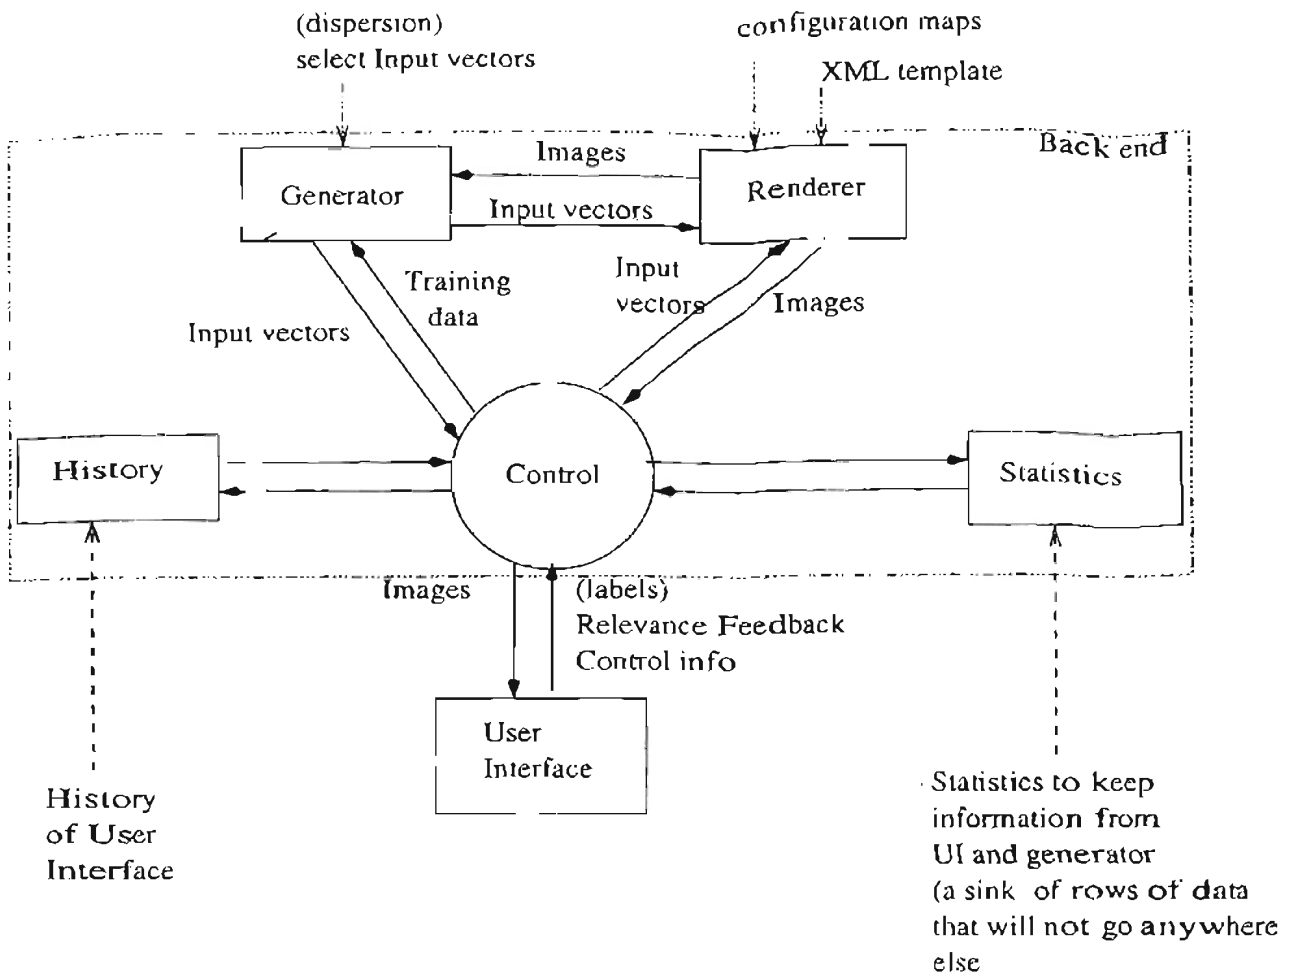 (dispersion)
select Input vectors
configuration maps
XML template
Back end
Images
Generator
Renderer
Input vectors
Training
data
Input
vectors
Images
Input vectors
History
Control
Statistics
Images
(labels)
Relevance Feedback
Control info
User
Interface
History
of User
Interface
Statistics to keep
information from
UI and generator
(a sink of rows of data
that will not go anywhere
else